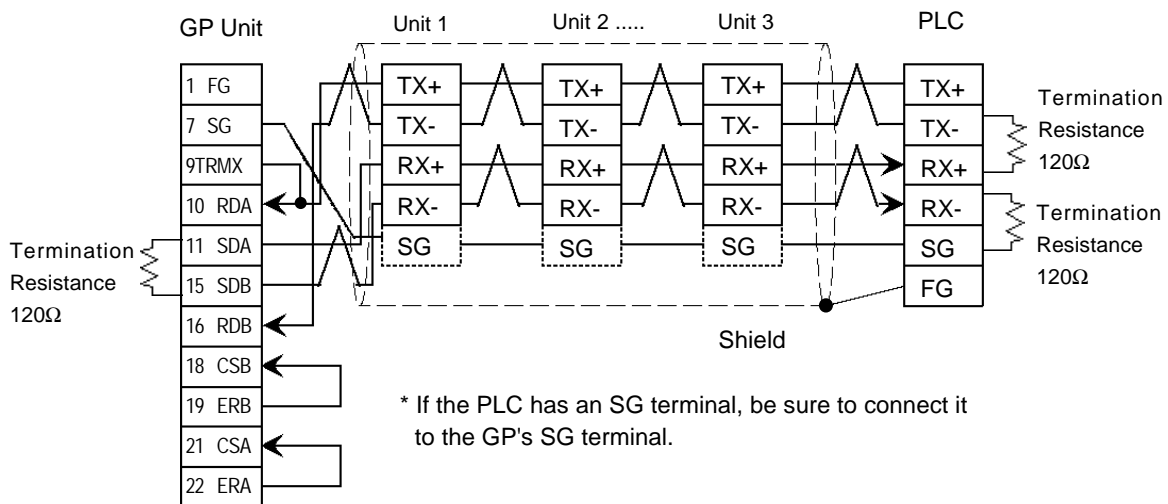 GP Unit
Unit 1
Unit 2 .....
Unit 3
PLC
1 FG
7 SG
9TRMX
10 RDA
11 SDA
15 SDB
16 RDB
18 CSB
19 ERB
21 CSA
22 ERA
Termination
Resistance
120Ω
TX+
TX-
RX+
RX-
SG
TX+
TX-
RX+
RX-
SG
TX+
TX-
RX+
RX-
SG
TX+
TX-
RX+
RX-
SG
FG
Termination
Resistance
120Ω
Termination
Resistance
120Ω
Shield
* If the PLC has an SG terminal, be sure to connect it
to the GP's SG terminal.